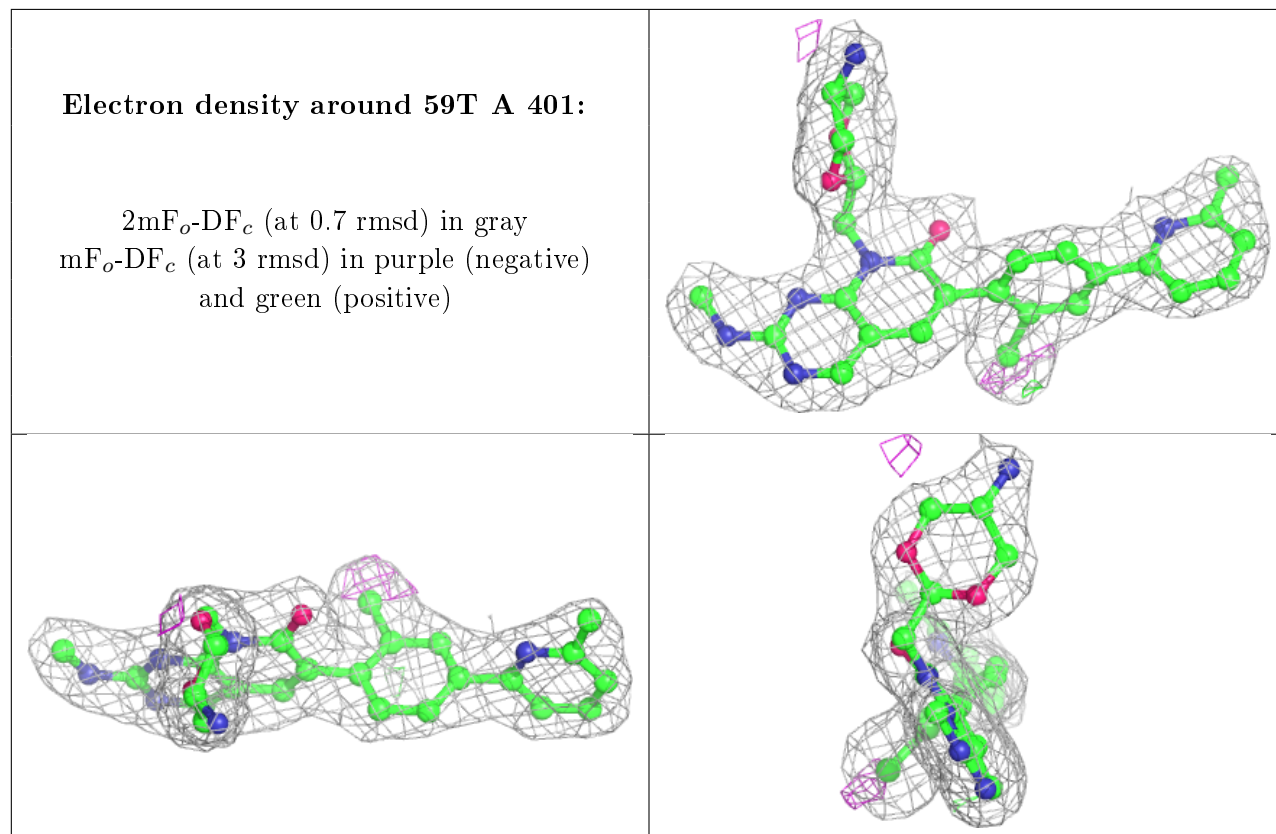 Electron density around 59T A 401:
2mFo-DFc (at 0.7 rmsd) in gray
mFo-DFc (at 3 rmsd) in purple (negative)
and green (positive)